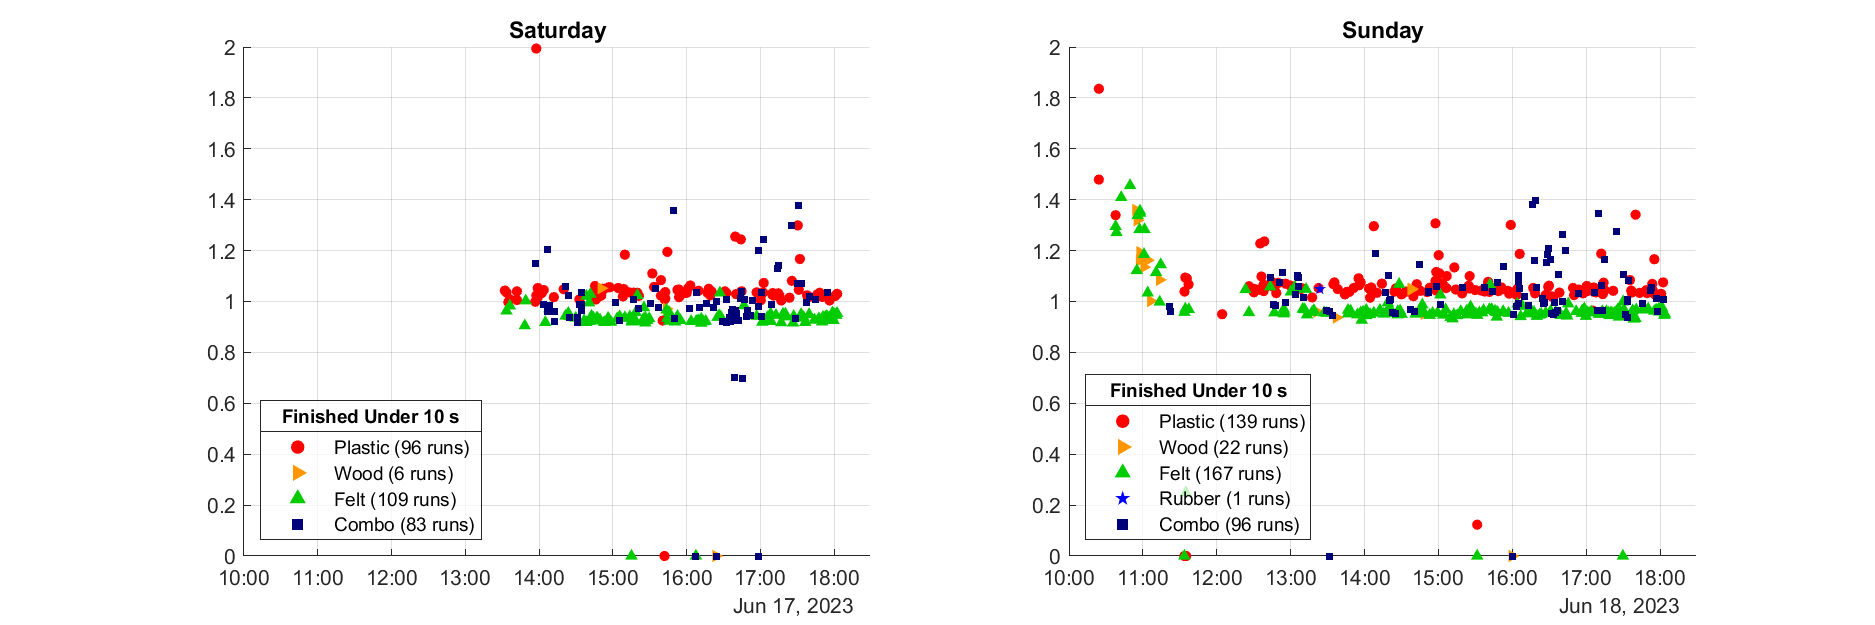 Saturday
2
1.8
1.6
1.4
1.2
1
0.8
0.6
0.4
0.2
0
Finished Under 10 s
Plastic (96 runs)
Wood (6 runs)
Felt (109 runs)
Combo (83 runs)
10:00 11:00 12:00 13:00 14:00 15:00 16:00 17:00 18:00
Jun 17, 2023
Sunday
2
1.8
1.6
1.4
1.2
1
0.8
0.6
0.4
0.2
0
Finished Under 10 s
Plastic (139 runs)
Wood (22 runs)
Felt (167 runs)
Rubber (1 runs)
Combo (96 runs)
10:00 11:00 12:00 13:00 14:00 15:00 16:00 17:00 18:00
Jun 18, 2023